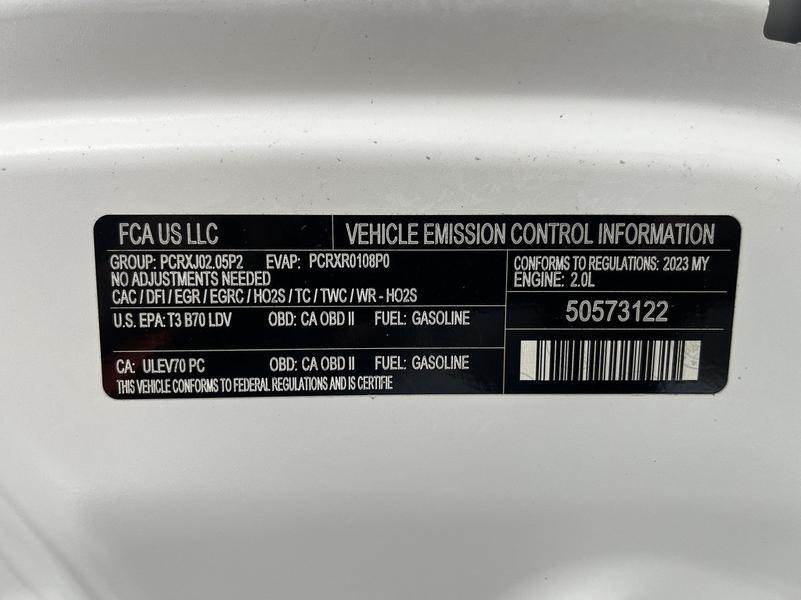 FCA US LLC
VEHICLE EMISSION CONTROL INFORMATION
GROUP: PCRXJ02.05P2 EVAP: PCRXR0108P0
NO ADJUSTMENTS NEEDED
CAC / DFI / EGR / EGRC / HO2S / TC / TWC / WR - HO2S
U.S. EPA: T3 B70 LDV OBD: CA OBD II FUEL: GASOLINE
CA: ULEV70 PC OBD: CA OBD II FUEL: GASOLINE
THIS VEHICLE CONFORMS TO FEDERAL REGULATIONS AND IS CERTIFIE
CONFORMS TO REGULATIONS: 2023 MY
ENGINE: 2.0L
50573122